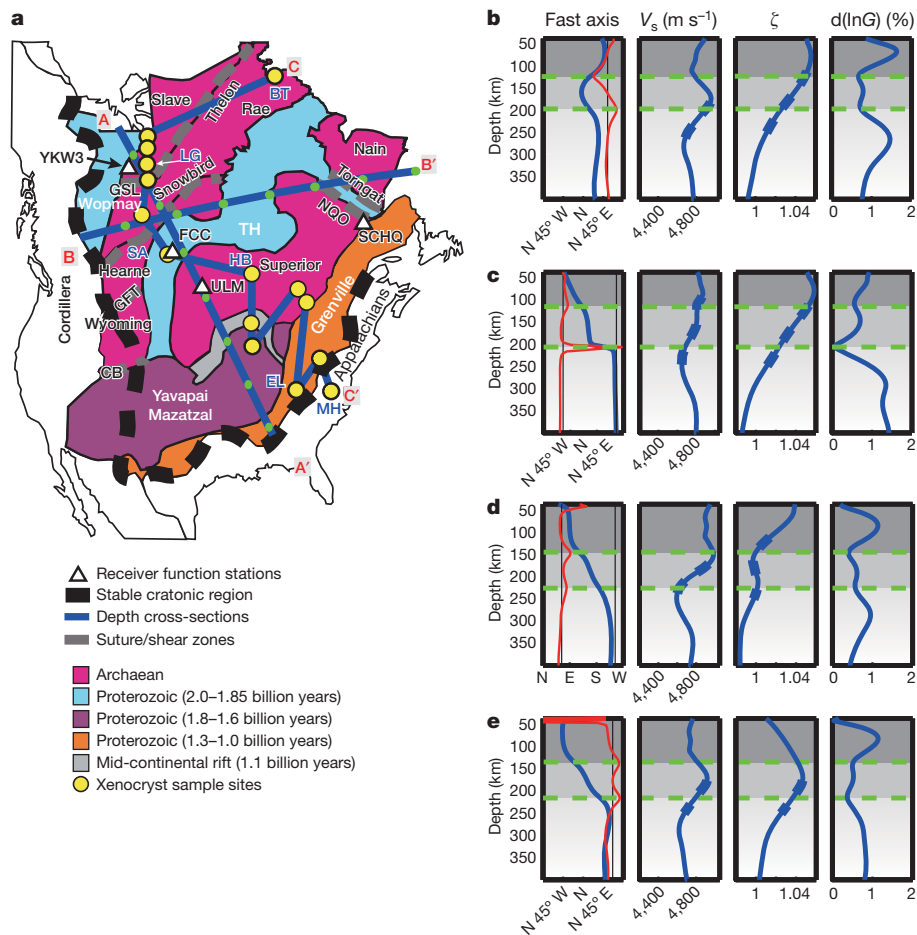 a
Slave
Thelon
Rae
C
BT
A
YKW3
LG
Nain
GSL
Snowbird
Wopmay
Torngat
B′
NQO
SCHQ
TH
FCC
B
SA
HB
Superior
Hearne
ULM
Cordillera
GFT
Wyoming
Grenville
Appalachians
CB
EL
C′
MH
Yavapai
Mazatzal
A′
Receiver function stations
Stable cratonic region
Depth cross-sections
Suture/shear zones
Archaean
Proterozoic (2.0–1.85 billion years)
Proterozoic (1.8–1.6 billion years)
Proterozoic (1.3–1.0 billion years)
Mid-continental rift (1.1 billion years)
Xenocryst sample sites
b
Fast axis
Vs (m s−1)
ζ
d(lnG) (%)
Depth (km)
50
100
150
200
250
300
350
N 45° W
N
N 45° E
4,400
4,800
1
1.04
0
1
2
c
Depth (km)
50
100
150
200
250
300
350
N 45° W
N
N 45° E
4,400
4,800
1
1.04
0
1
2
d
Depth (km)
50
100
150
200
250
300
350
N
E
S
W
4,400
4,800
1
1.04
0
1
2
e
Depth (km)
50
100
150
200
250
300
350
N 45° W
N
N 45° E
4,400
4,800
1
1.04
0
1
2